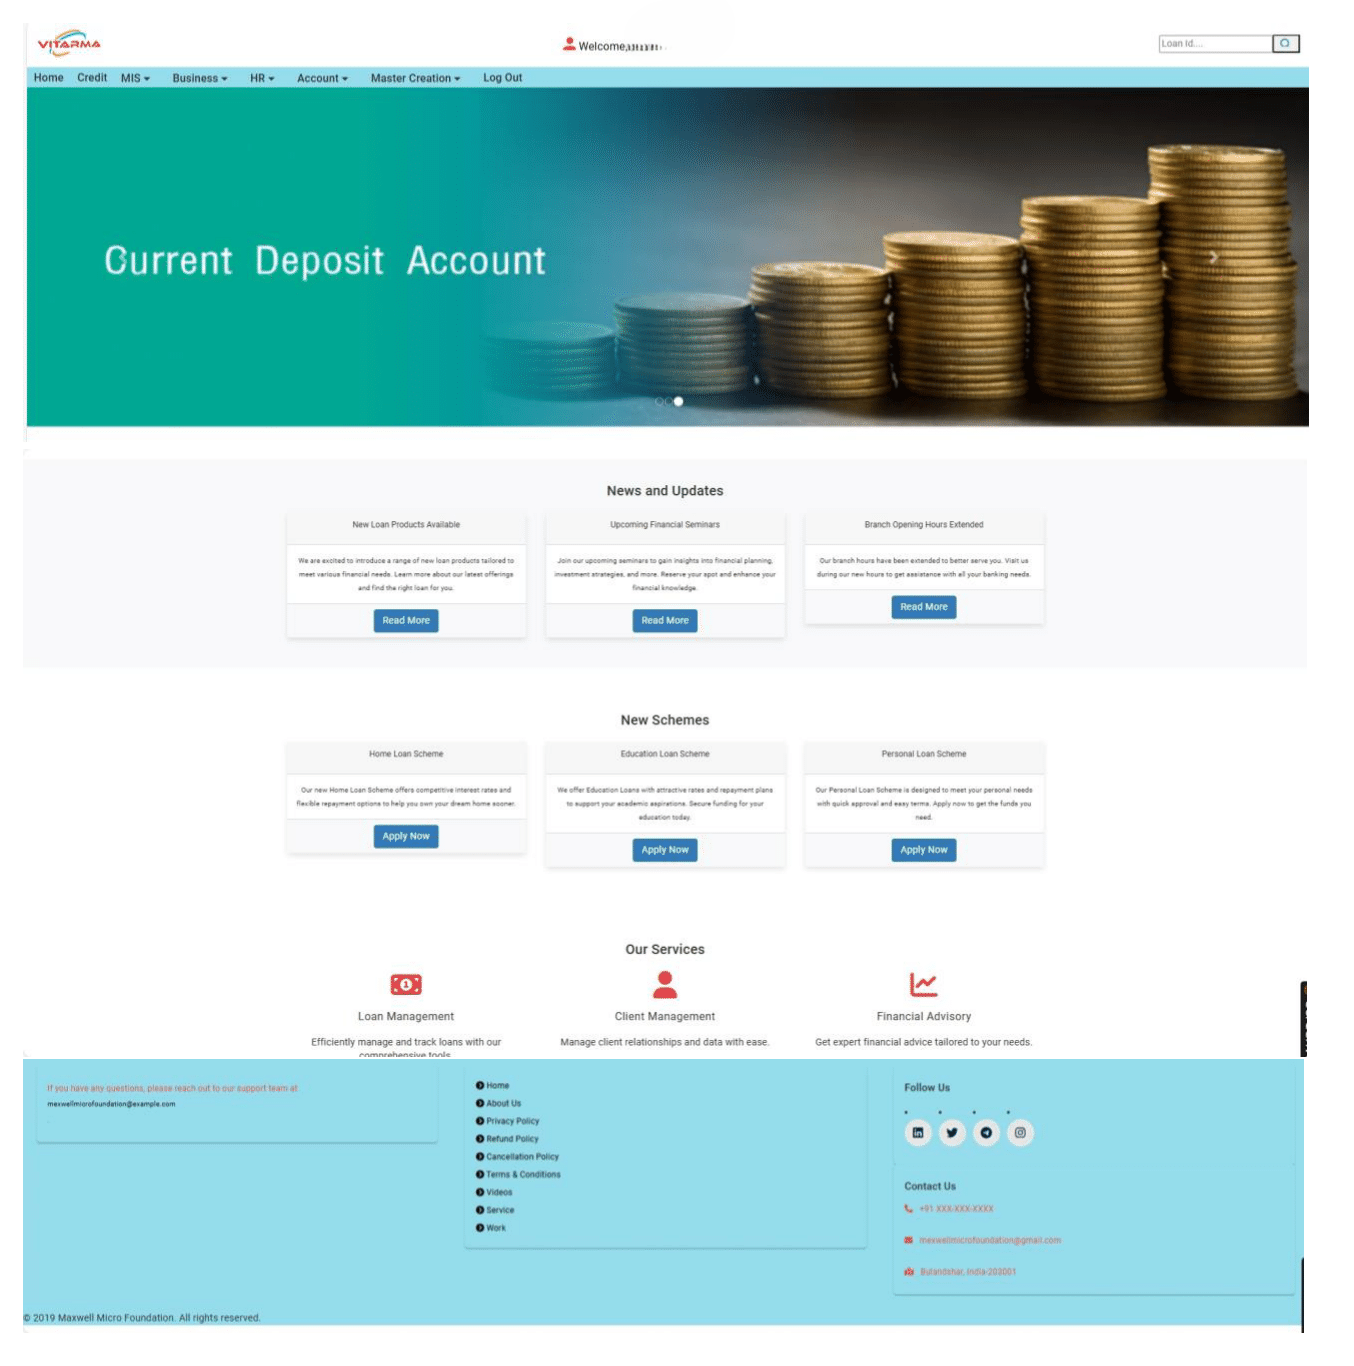 VITARMA
Welcome
Loan Id....
Home Credit MIS Business HR Account Master Creation Log Out
Current Deposit Account
News and Updates
New Loan Products Available
We are excited to introduce a range of new loan products tailored to
meet various financial needs. Learn more about our latest offerings
and find the right loan for you.
Read More
Upcoming Financial Seminars
Join our upcoming seminars to gain insights into financial planning,
investment strategies, and more. Reserve your spot and enhance your
financial knowledge.
Read More
Branch Opening Hours Extended
Our branch hours have been extended to better serve you. Visit us
during our new hours to get assistance with all your banking needs.
Read More
New Schemes
Home Loan Scheme
Our new Home Loan Scheme offers competitive interest rates and
flexible repayment options to help you own your dream home sooner.
Apply Now
Education Loan Scheme
We offer Education Loans with attractive rates and repayment plans
to support your academic aspirations. Secure funding for your
education today.
Apply Now
Personal Loan Scheme
Our Personal Loan Scheme is designed to meet your personal needs
with quick approval and easy terms. Apply now to get the funds you
need.
Apply Now
Our Services
Loan Management
Efficiently manage and track loans with our
comprehensive tools
Client Management
Manage client relationships and data with ease.
Financial Advisory
Get expert financial advice tailored to your needs.
If you have any questions, please reach out to our support team at
mexwellmicrofoundation@example.com
Home
About Us
Privacy Policy
Refund Policy
Cancellation Policy
Terms & Conditions
Videos
Service
Work
Follow Us
Contact Us
+91 XXX-XXX-XXXX
mexwellmicrofoundation@gmail.com
Bulandshar, India-203001
© 2019 Maxwell Micro Foundation. All rights reserved.